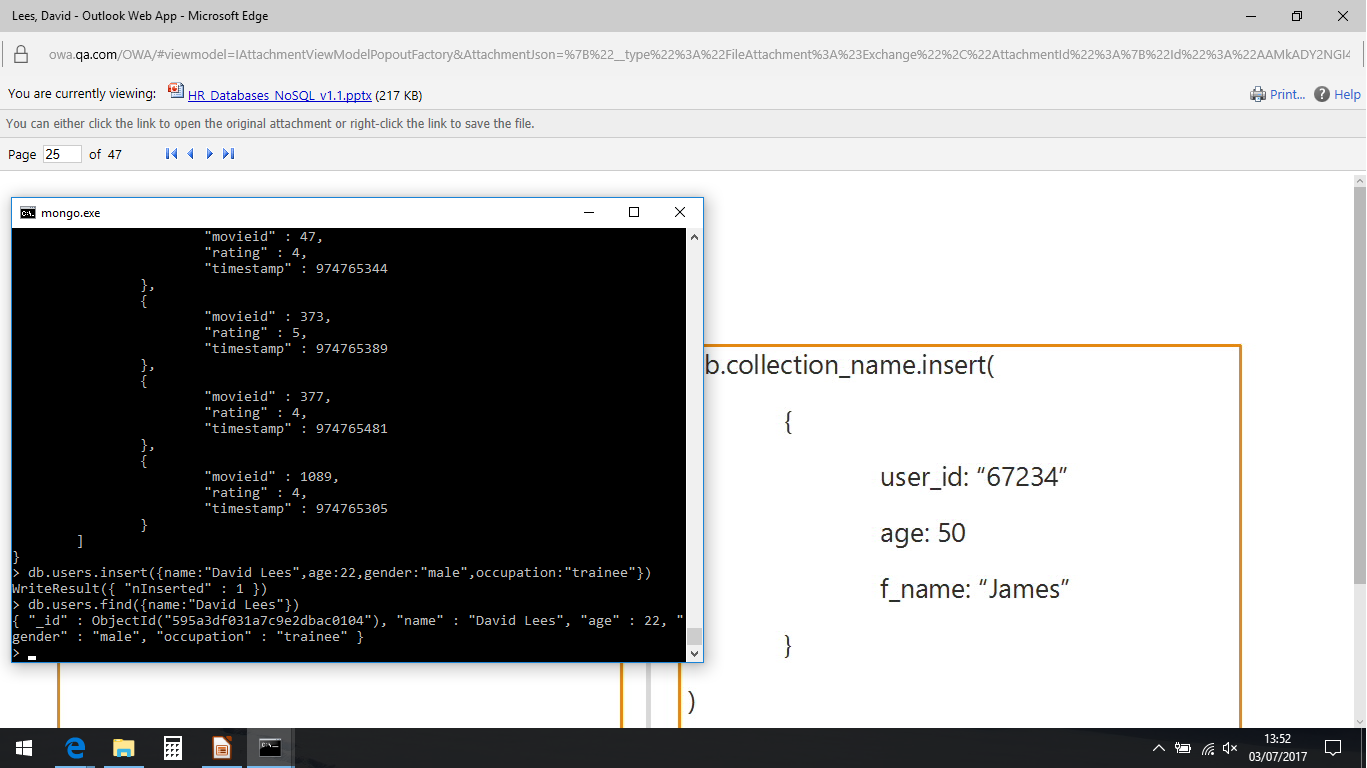 Lees, David - Outlook Web App - Microsoft Edge
owa.qa.com/OWA/#viewmodel=IAttachmentViewModelPopoutFactory&AttachmentJson=%7B%22__type%22%3A%22FileAttachment%3A%23Exchange%22%2C%22AttachmentId%22%3A%7B%22Id%22%3A%22AAMkADY2NGI4
You are currently viewing: HR_Databases_NoSQL_v1.1.pptx (217 KB)
Print... Help
You can either click the link to open the original attachment or right-click the link to save the file.
Page 25 of 47
mongo.exe
"movieid" : 47,
"rating" : 4,
"timestamp" : 974765344
},
{
"movieid" : 373,
"rating" : 5,
"timestamp" : 974765389
},
{
"movieid" : 377,
"rating" : 4,
"timestamp" : 974765481
},
{
"movieid" : 1089,
"rating" : 4,
"timestamp" : 974765305
}
]
}
> db.users.insert({name:"David Lees",age:22,gender:"male",occupation:"trainee"})
WriteResult({ "nInserted" : 1 })
> db.users.find({name:"David Lees"})
{ "_id" : ObjectId("595a3df031a7c9e2dbac0104"), "name" : "David Lees", "age" : 22, "
gender" : "male", "occupation" : "trainee" }
>
b.collection_name.insert(
{
user_id: “67234”
age: 50
f_name: “James”
}
)
13:52
03/07/2017